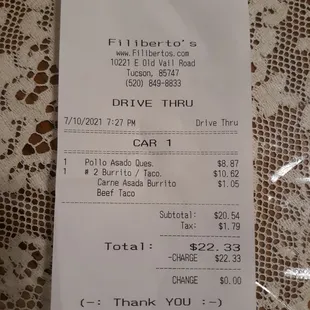 Filiberto's
www.Filibertos.com
10221 E Old Vail Road
Tucson, 85747
(520) 849-8833
DRIVE THRU
7/10/2021 7:27 PM Drive Thru
CAR 1
1 Pollo Asado Ques. $8.87
1 # 2 Burrito / Taco. $10.62
Carne Asada Burrito $1.05
Beef Taco
Subtotal: $20.54
Tax: $1.79
Total: $22.33
-CHARGE $22.33
CHANGE $0.00
(-: Thank YOU :-)